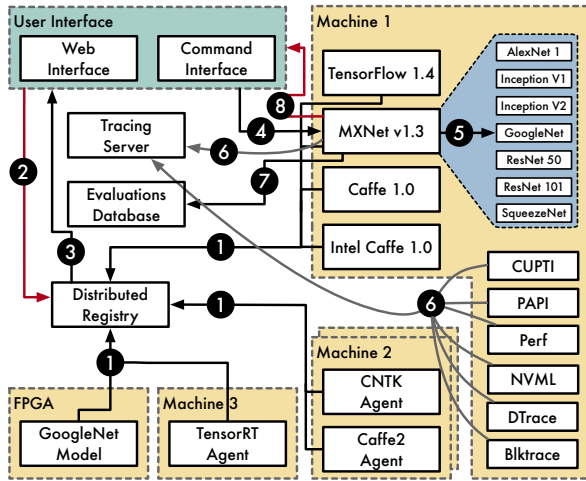 User Interface
Web
Interface
Command
Interface
Machine 1
TensorFlow 1.4
MXNet v1.3
Caffe 1.0
Intel Caffe 1.0
AlexNet 1
Inception V1
Inception V2
GoogleNet
ResNet 50
ResNet 101
SqueezeNet
8
4
5
Tracing
Server
6
2
7
Evaluations
Database
3
1
Distributed
Registry
1
6
CUPTI
PAPI
Perf
NVML
DTrace
Blktrace
Machine 2
CNTK
Agent
Caffe2
Agent
1
FPGA
GoogleNet
Model
Machine 3
TensorRT
Agent